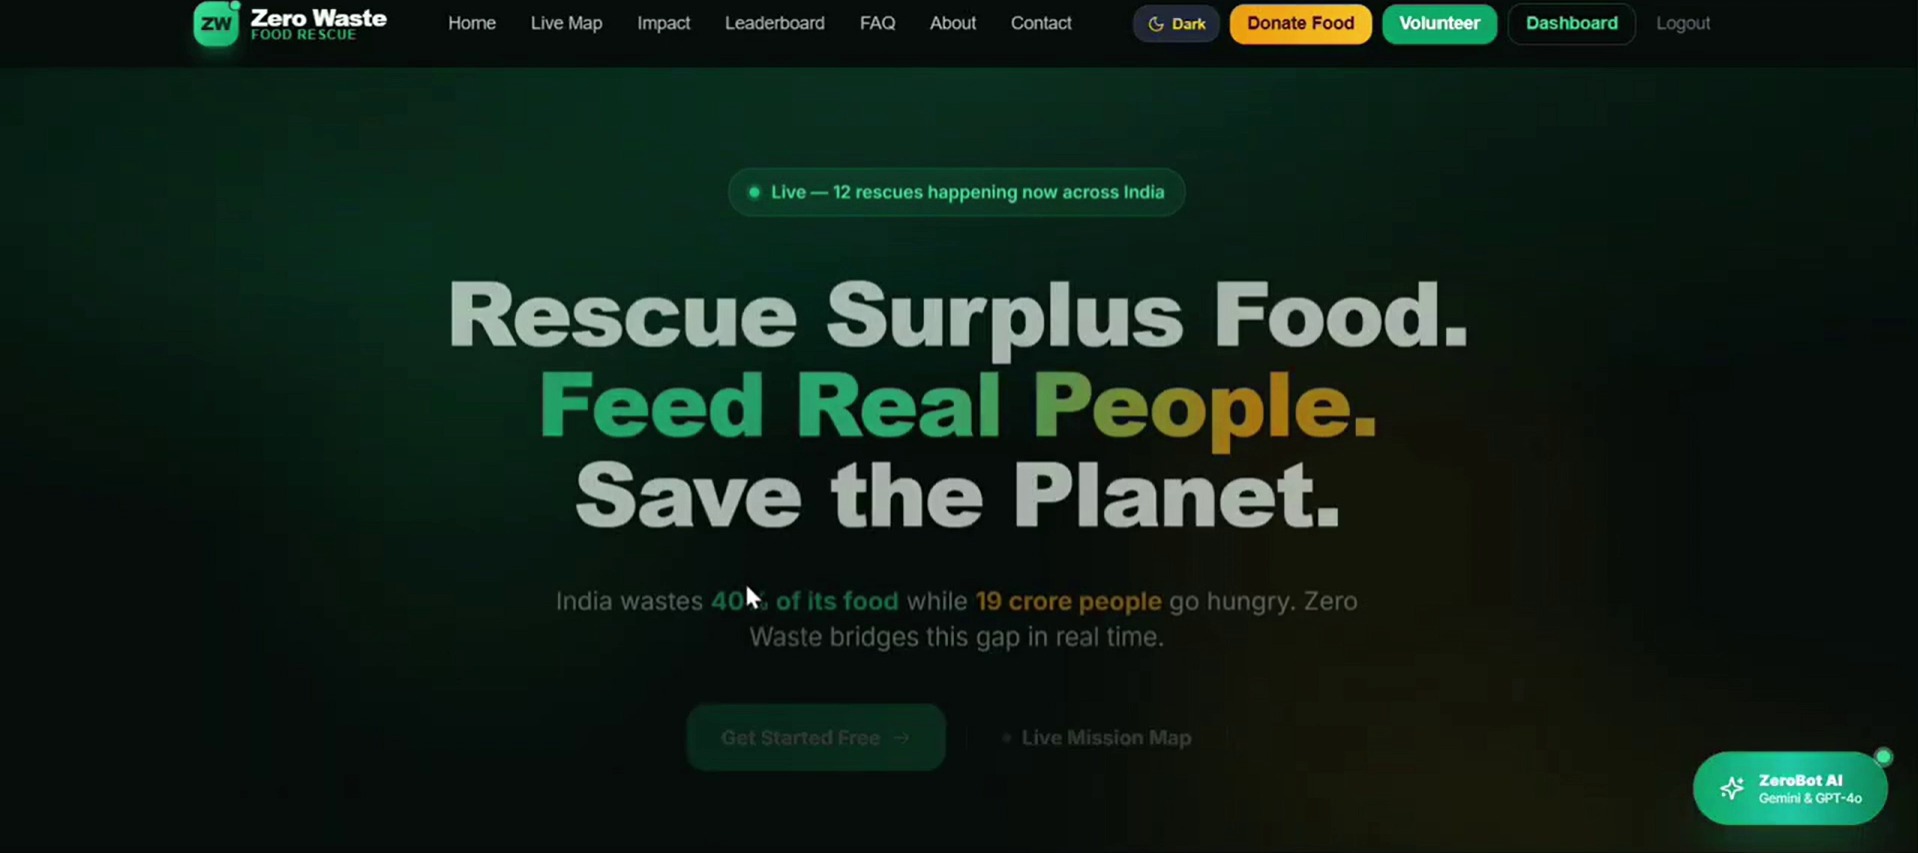 ZW
Zero Waste
FOOD RESCUE
Home
Live Map
Impact
Leaderboard
FAQ
About
Contact
Dark
Donate Food
Volunteer
Dashboard
Logout
Live — 12 rescues happening now across India
Rescue Surplus Food.
Feed Real People.
Save the Planet.
India wastes 40% of its food while 19 crore people go hungry. Zero
Waste bridges this gap in real time.
Get Started Free →
Live Mission Map
ZeroBot AI
Gemini & GPT-4o